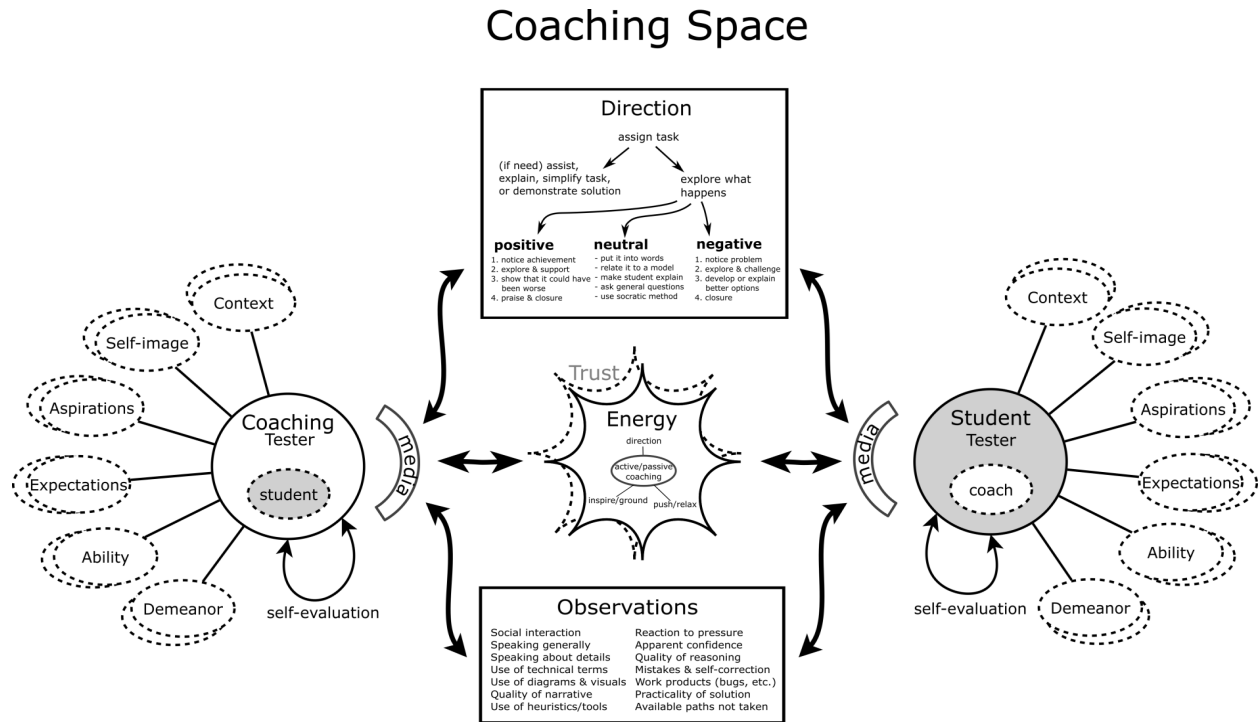 Coaching Space
Direction
assign task
(if need) assist,
explain, simplify task,
or demonstrate solution
explore what
happens
positive
1. notice achievement
2. explore & support
3. show that it could have
been worse
4. praise & closure
neutral
- put it into words
- relate it to a model
- make student explain
- ask general questions
- use socratic method
negative
1. notice problem
2. explore & challenge
3. develop or explain
better options
4. closure
Context
Self-image
Aspirations
Expectations
Ability
Demeanor
Coaching
Tester
student
self-evaluation
media
Trust
Energy
direction
active/passive
coaching
inspire/ground
push/relax
media
Student
Tester
coach
self-evaluation
Context
Self-image
Aspirations
Expectations
Ability
Demeanor
Observations
Social interaction
Speaking generally
Speaking about details
Use of technical terms
Use of diagrams & visuals
Quality of narrative
Use of heuristics/tools
Reaction to pressure
Apparent confidence
Quality of reasoning
Mistakes & self-correction
Work products (bugs, etc.)
Practicality of solution
Available paths not taken